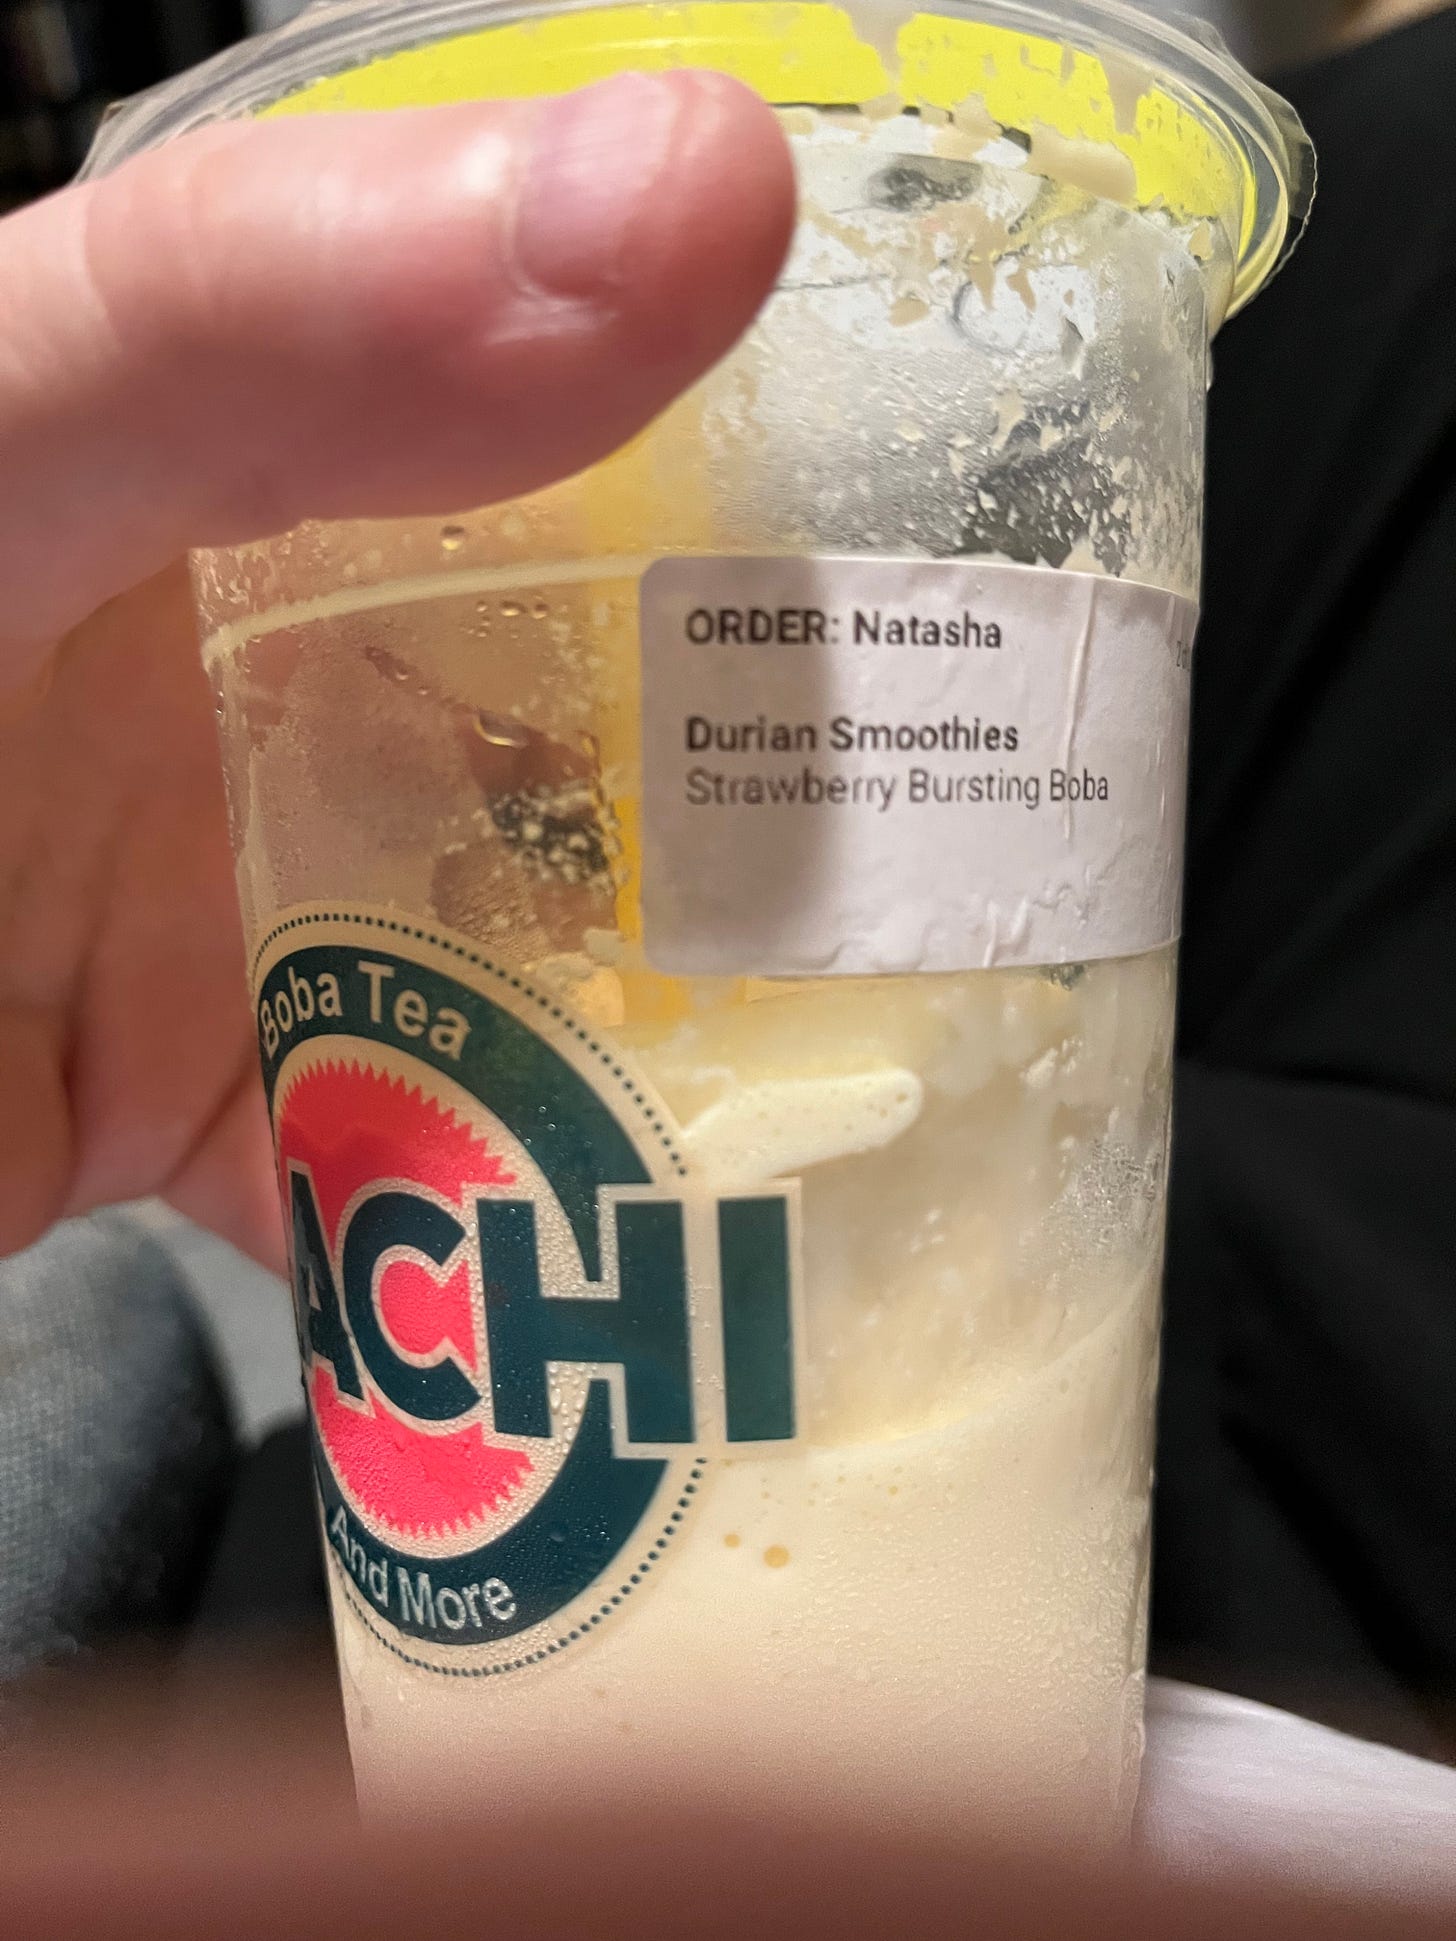 ORDER: Natasha
Durian Smoothies
Strawberry Bursting Boba
Boba Tea
ACHI
And More